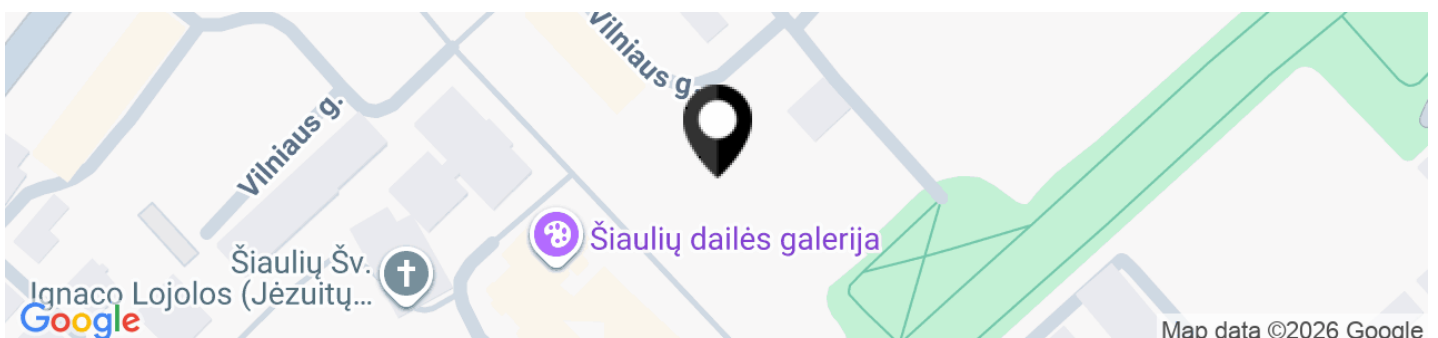 Vilniaus g.
Vilniaus g.
Šiaulių dailės galerija
Šiaulių Šv.
Ignaco Lojolos (Jėzuitų...
Google
Map data ©2026 Google